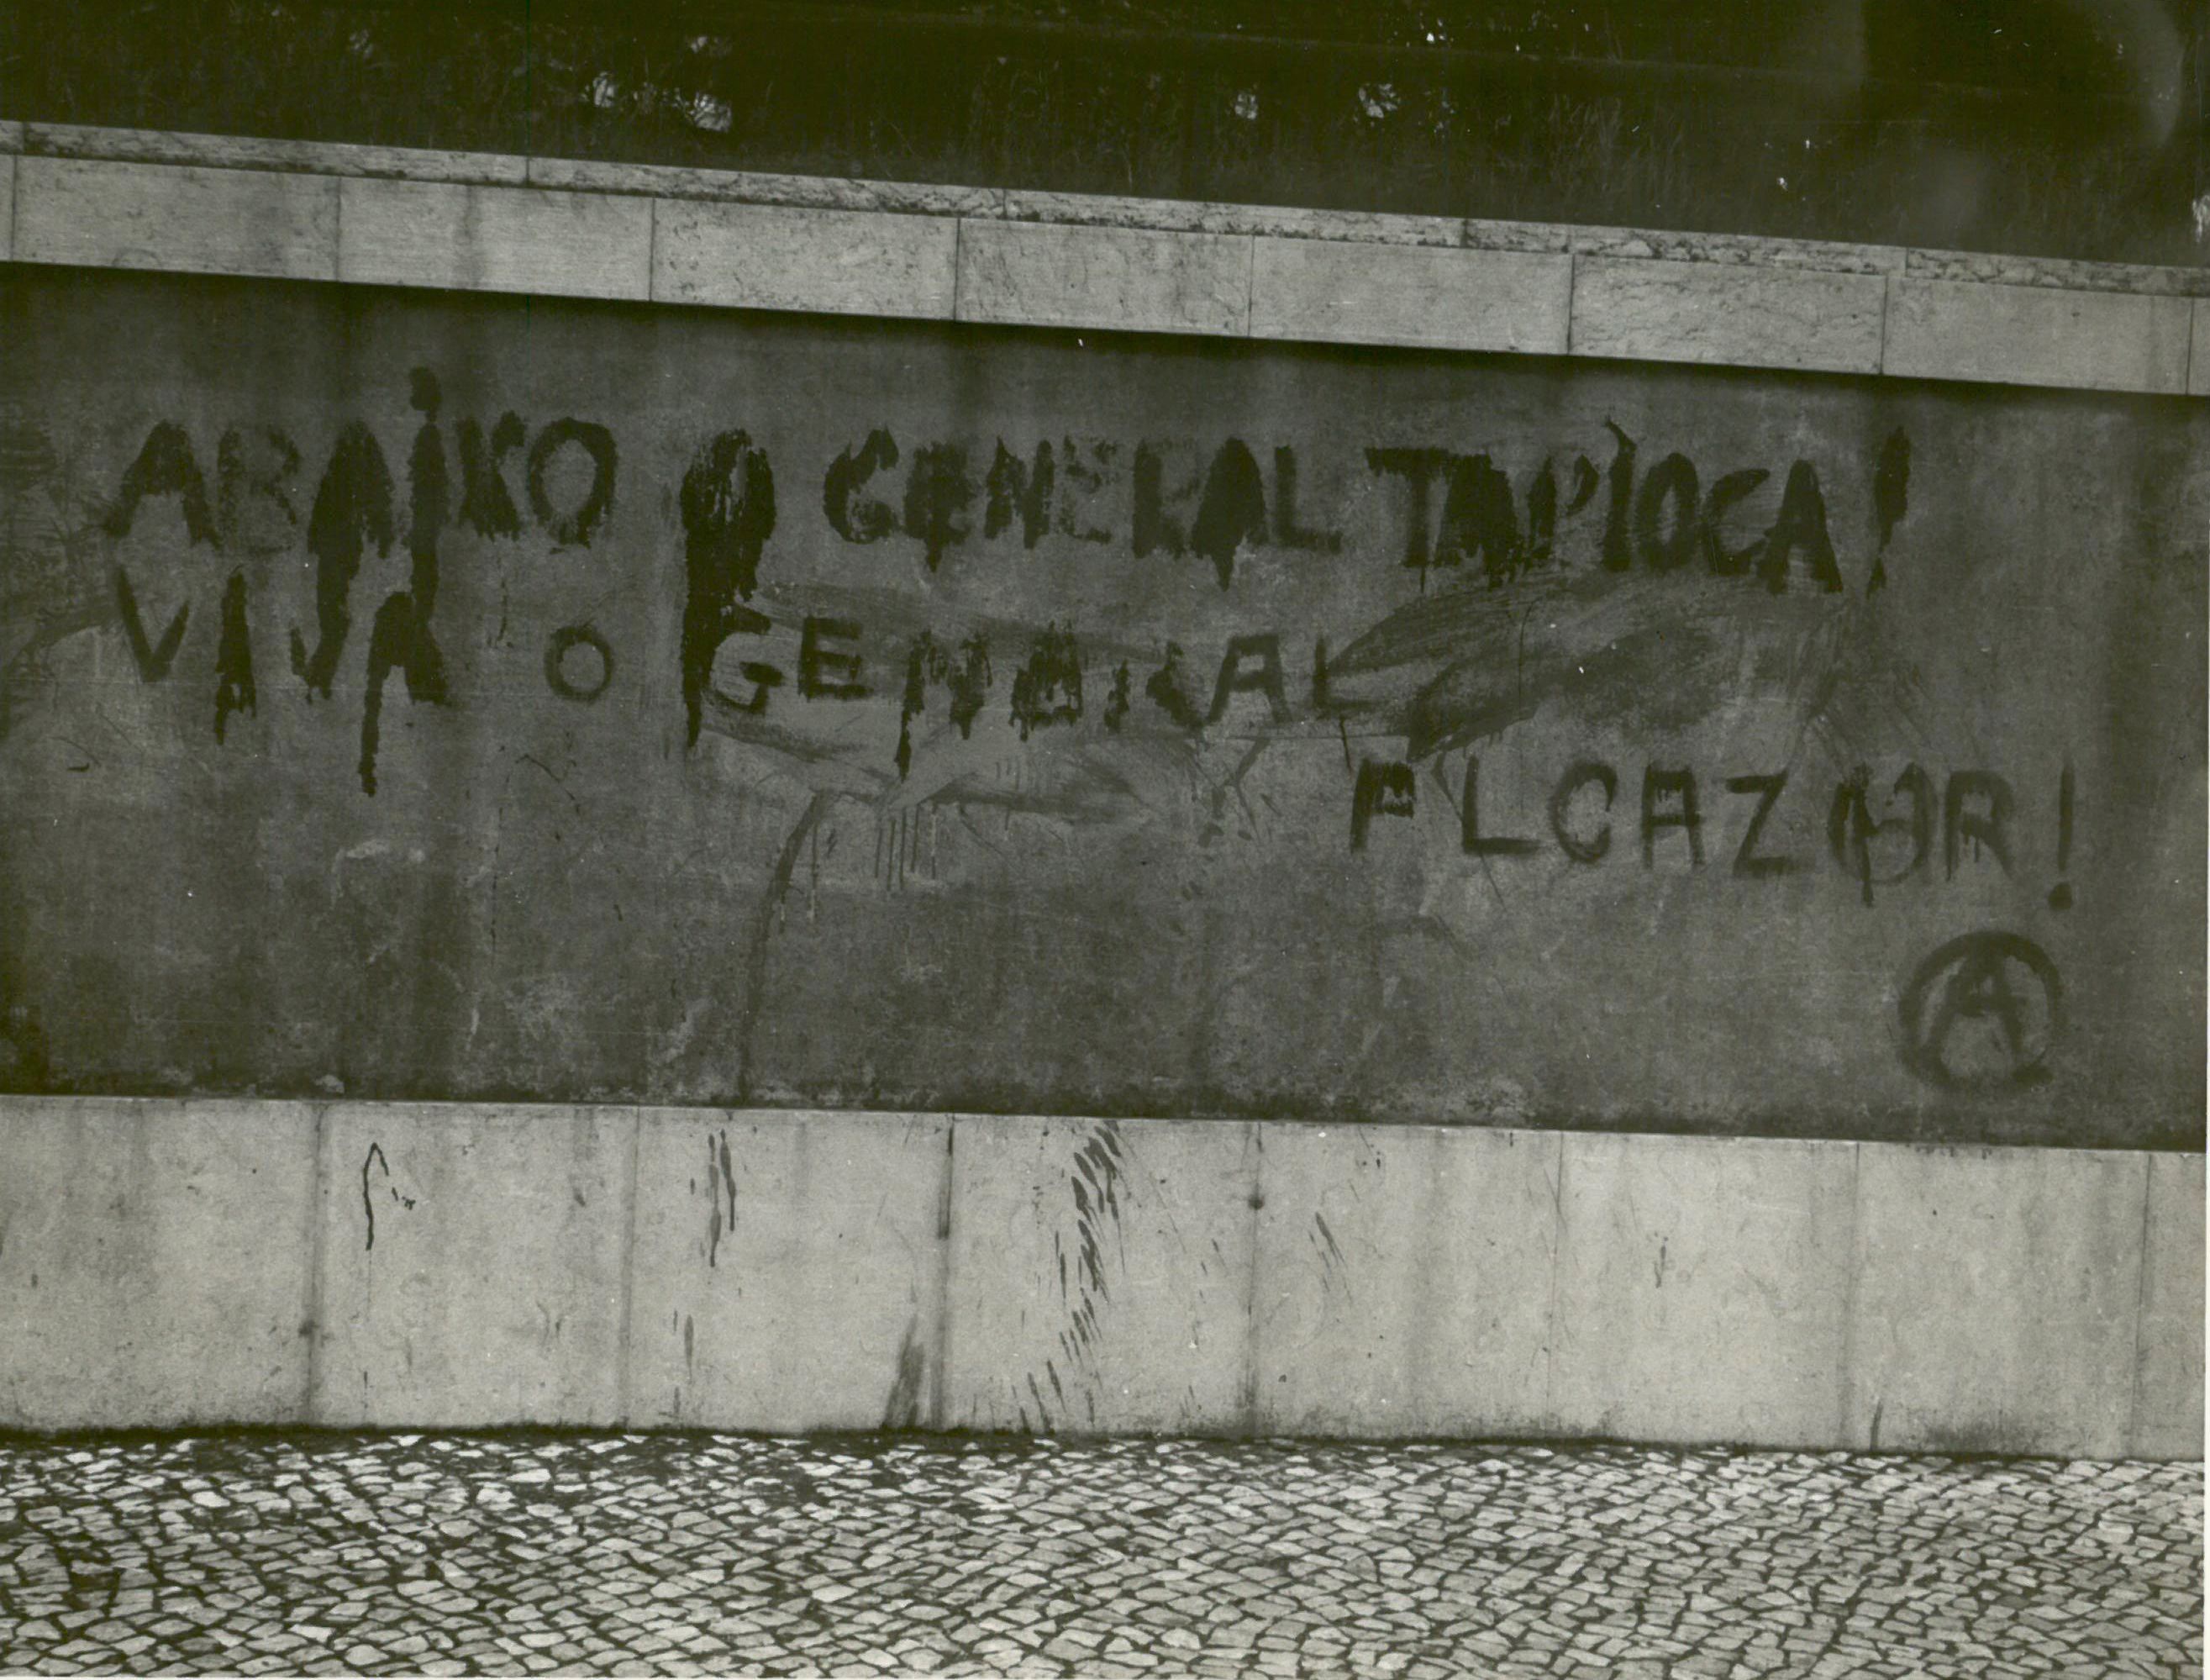 ABAIXO O GENERAL TAPIOCA!
VIVA O GENERAL
ALCAZAR!
A